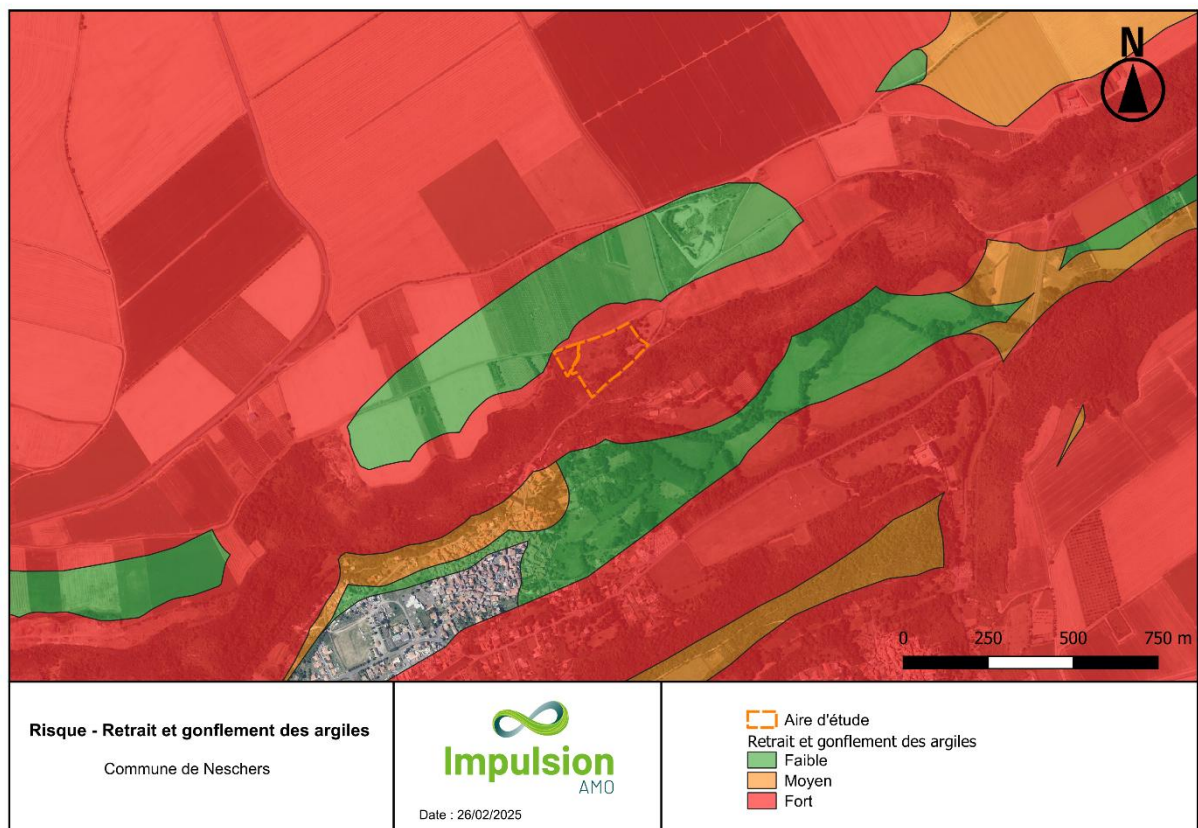 N
0 250 500 750 m
Risque - Retrait et gonflement des argiles
Commune de Neschers
Impulsion
AMO
Date : 26/02/2025
Aire d'étude
Retrait et gonflement des argiles
Faible
Moyen
Fort